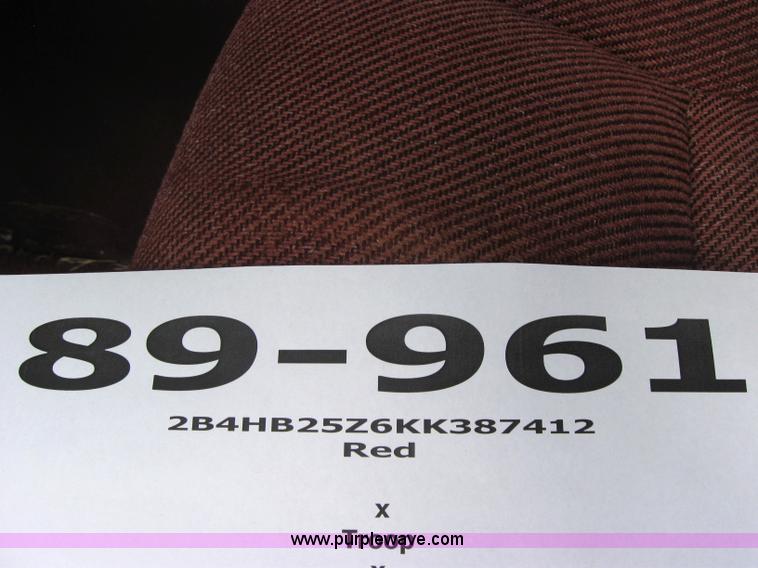 89-961
2B4HB25Z6KK387412
Red
x
Troop
www.purplewave.com
x